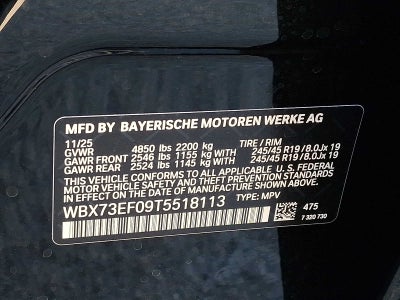 MFD BY BAYERISCHE MOTOREN WERKE AG
11/25
GVWR 4850 lbs 2200 kg TIRE / RIM
GAWR FRONT 2546 lbs 1155 kg 245/45 R19 / 8.0Jx 19
GAWR REAR 2524 lbs 1145 kg 245/45 R19 / 8.0Jx 19
THIS VEHICLE CONFORMS TO ALL APPLICABLE U.S. FEDERAL
MOTOR VEHICLE SAFETY AND THEFT PREVENTION STANDARDS
IN EFFECT ON THE DATE OF MANUFACTURE SHOWN ABOVE.
WBX73EF09T5518113 TYPE: MPV
475
7 320 730